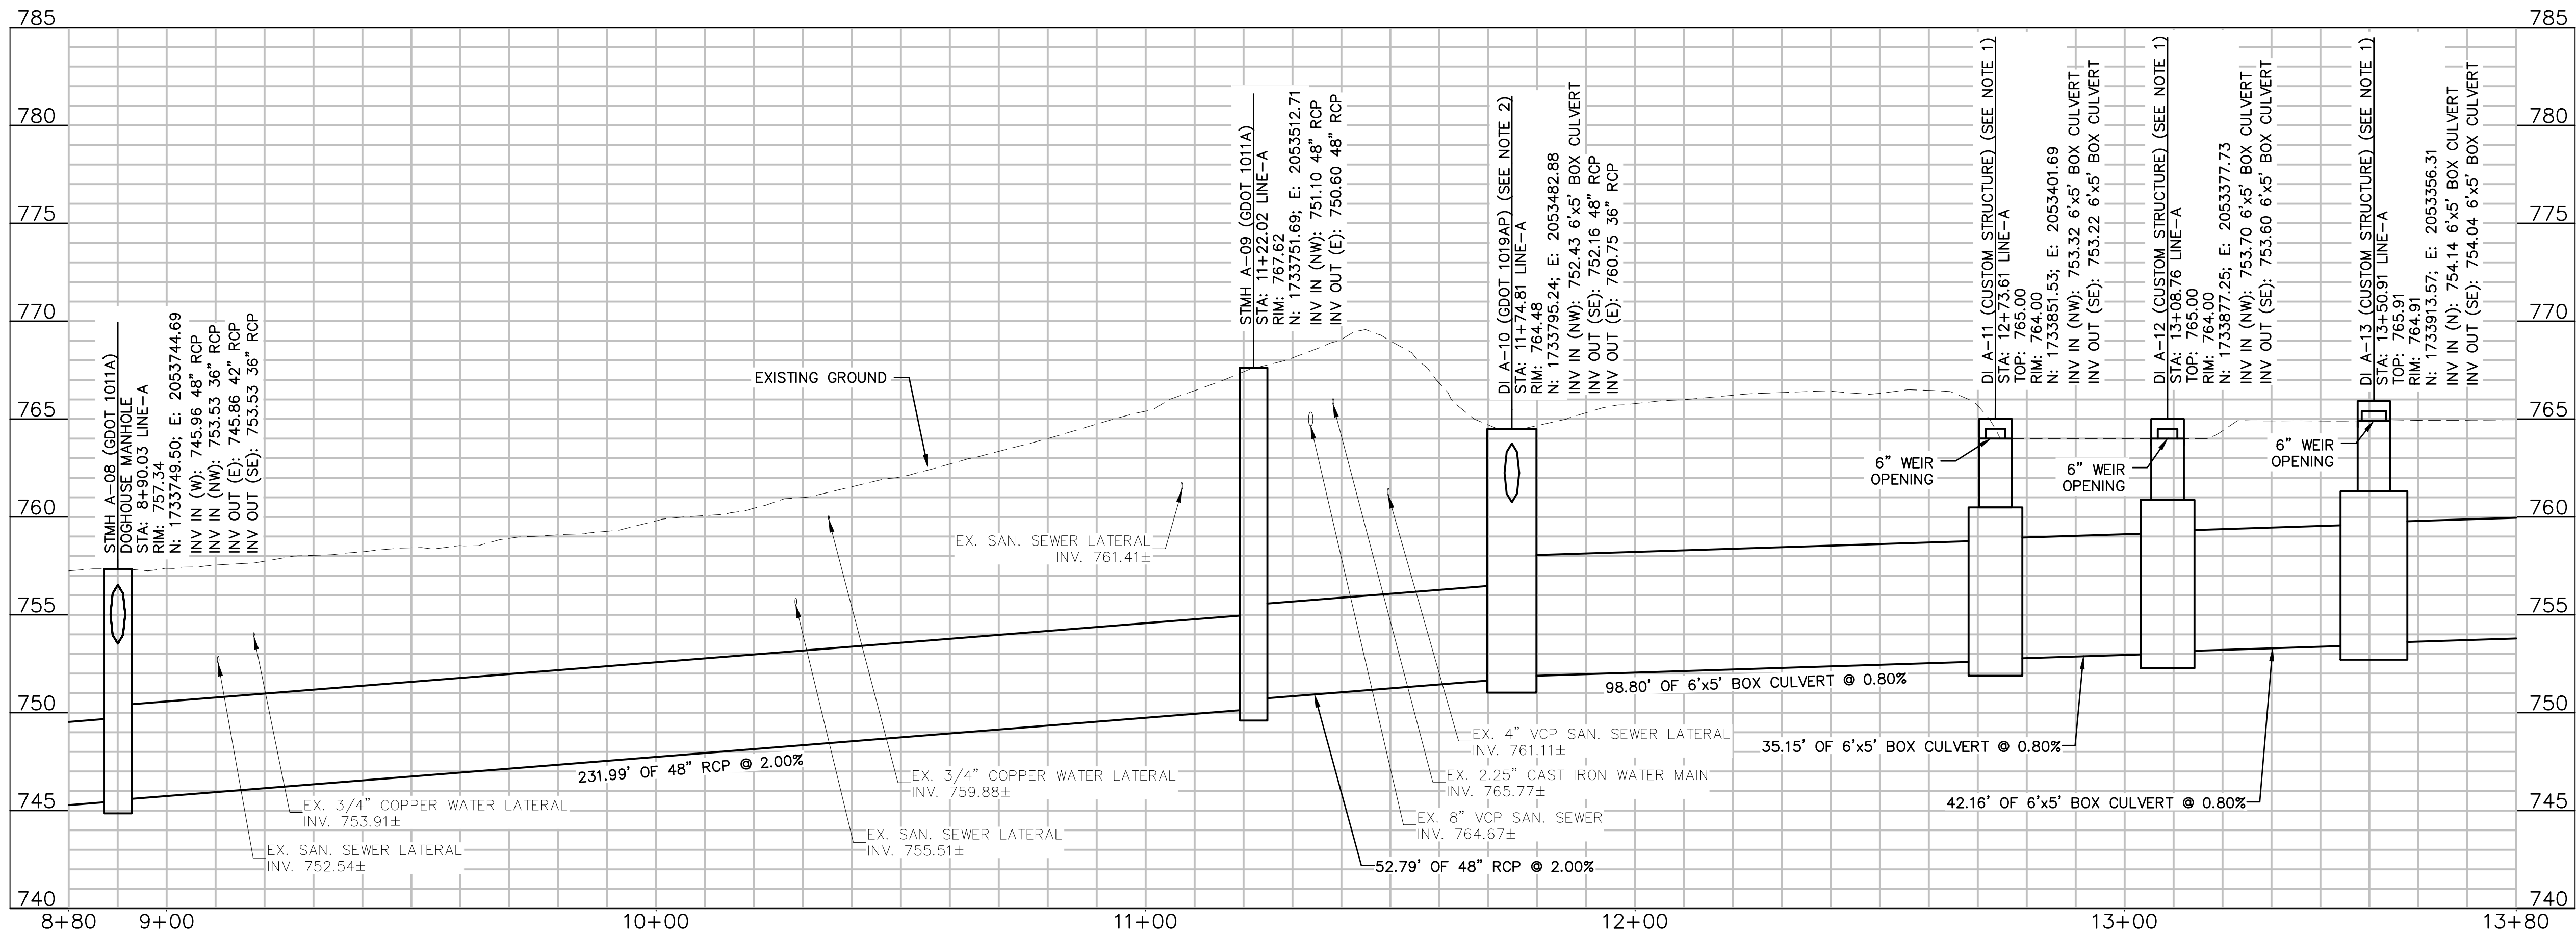 785
780
775
770
765
760
755
750
745
740
STMH A-08 (GDOT 1011A)
DOGHOUSE MANHOLE
STA: 8+90.03 LINE-A
RIM: 757.34
N: 1733749.50; E: 2053744.69
INV IN (W): 745.96 48" RCP
INV IN (NW): 753.53 36" RCP
INV OUT (E): 745.86 42" RCP
INV OUT (SE): 753.53 36" RCP
EX. SAN. SEWER LATERAL
INV. 752.54±
EX. 3/4" COPPER WATER LATERAL
INV. 753.91±
231.99' OF 48" RCP @ 2.00%
EXISTING GROUND
EX. SAN. SEWER LATERAL
INV. 755.51±
EX. 3/4" COPPER WATER LATERAL
INV. 759.88±
EX. SAN. SEWER LATERAL
INV. 761.41±
STMH A-09 (GDOT 1011A)
STA: 11+22.02 LINE-A
RIM: 767.62
N: 1733751.69; E: 2053512.71
INV IN (NW): 751.10 48" RCP
INV OUT (E): 750.60 48" RCP
52.79' OF 48" RCP @ 2.00%
EX. 8" VCP SAN. SEWER
INV. 764.67±
EX. 2.25" CAST IRON WATER MAIN
INV. 765.77±
EX. 4" VCP SAN. SEWER LATERAL
INV. 761.11±
DI A-10 (GDOT 1019AP) (SEE NOTE 2)
STA: 11+74.81 LINE-A
RIM: 764.48
N: 1733795.24; E: 2053482.88
INV IN (NW): 752.43 6'x5' BOX CULVERT
INV OUT (SE): 752.16 48" RCP
INV OUT (E): 760.75 36" RCP
98.80' OF 6'x5' BOX CULVERT @ 0.80%
DI A-11 (CUSTOM STRUCTURE) (SEE NOTE 1)
STA: 12+73.61 LINE-A
TOP: 765.00
RIM: 764.00
N: 1733851.53; E: 2053401.69
INV IN (NW): 753.32 6'x5' BOX CULVERT
INV OUT (SE): 753.22 6'x5' BOX CULVERT
6" WEIR
OPENING
35.15' OF 6'x5' BOX CULVERT @ 0.80%
DI A-12 (CUSTOM STRUCTURE) (SEE NOTE 1)
STA: 13+08.76 LINE-A
TOP: 765.00
RIM: 764.00
N: 1733877.25; E: 2053377.73
INV IN (NW): 753.70 6'x5' BOX CULVERT
INV OUT (SE): 753.60 6'x5' BOX CULVERT
6" WEIR
OPENING
42.16' OF 6'x5' BOX CULVERT @ 0.80%
DI A-13 (CUSTOM STRUCTURE) (SEE NOTE 1)
STA: 13+50.91 LINE-A
TOP: 765.91
RIM: 764.91
N: 1733913.57; E: 2053356.31
INV IN (N): 754.14 6'x5' BOX CULVERT
INV OUT (SE): 754.04 6'x5' BOX CULVERT
6" WEIR
OPENING
785
780
775
770
765
760
755
750
745
740
8+80
9+00
10+00
11+00
12+00
13+00
13+80